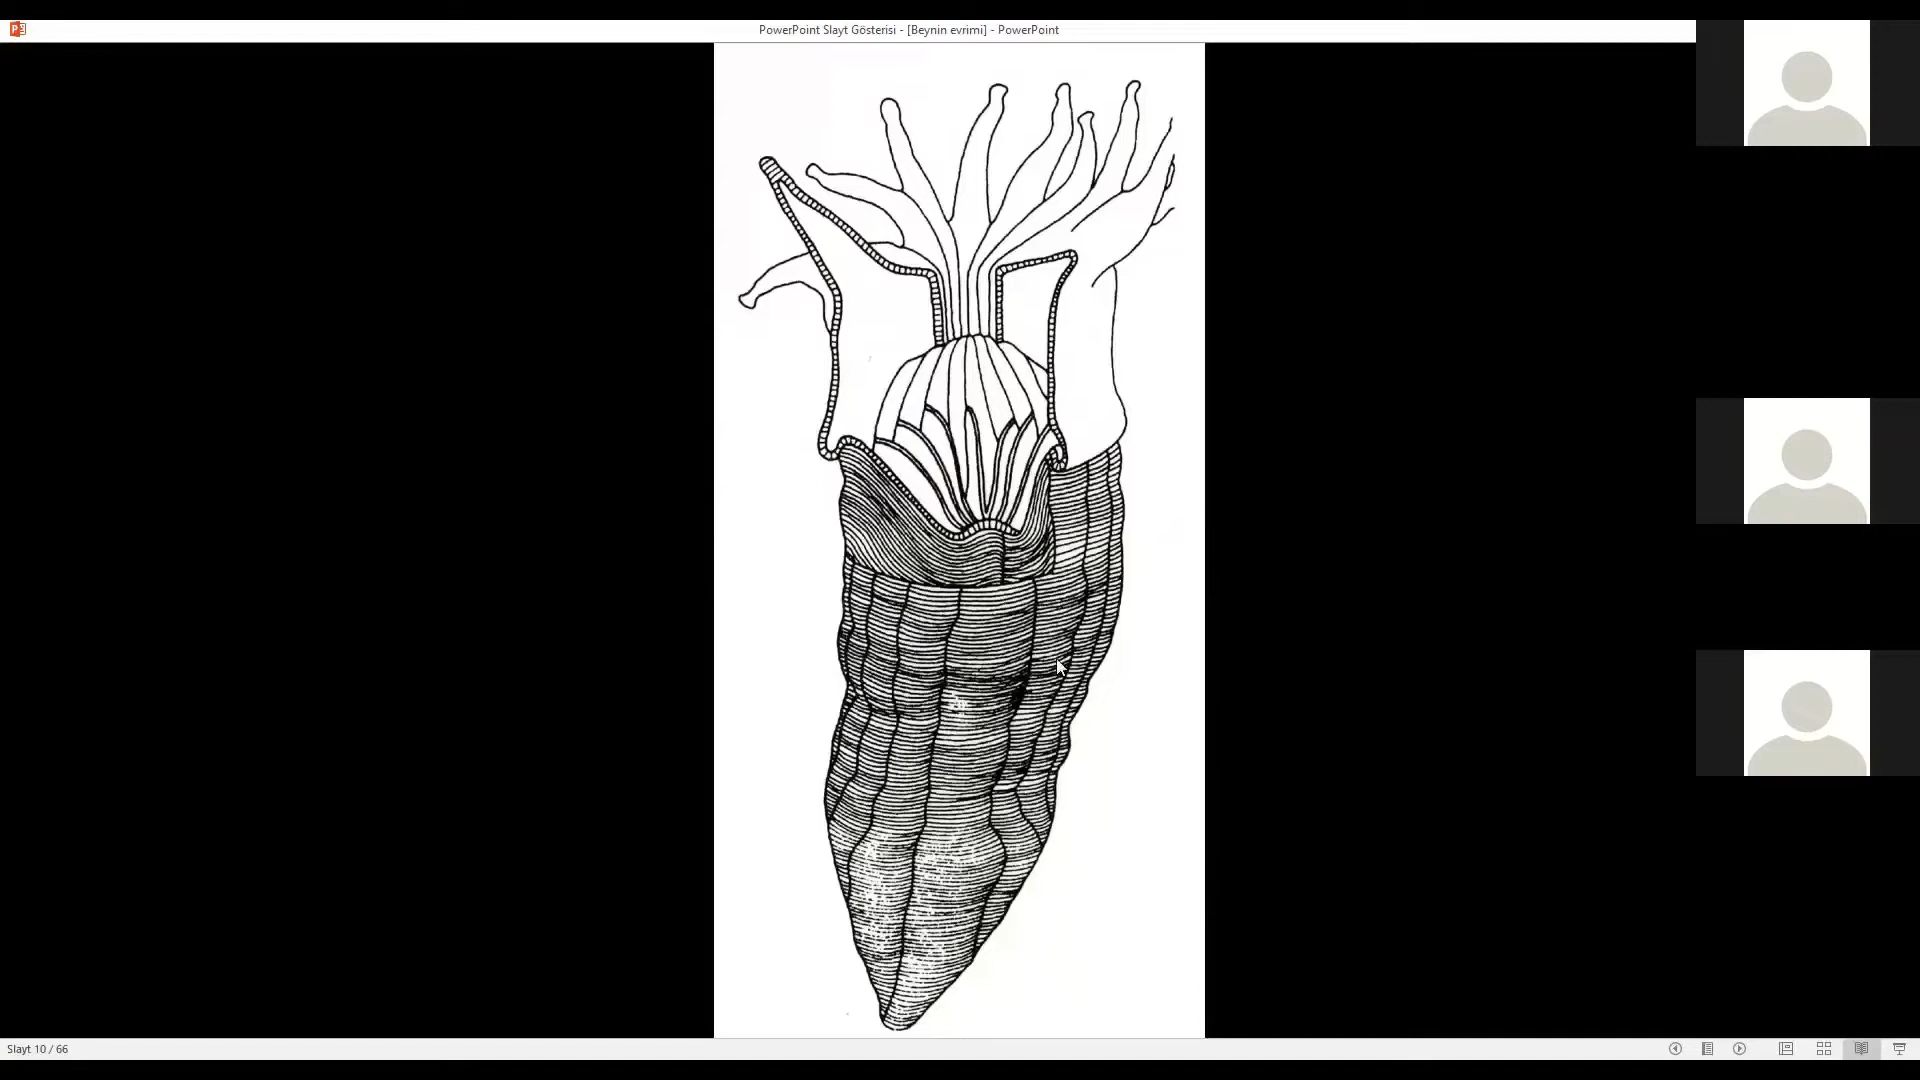 PowerPoint Slayt Gösterisi - [Beynin evrimi] - PowerPoint
Slayt 10 / 66